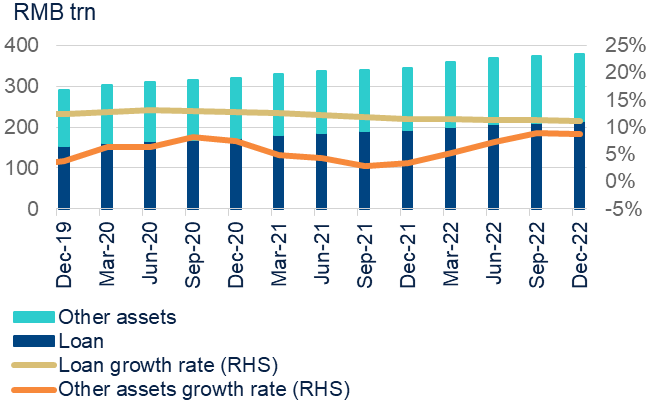 RMB trn
400
300
200
100
0
25%
20%
15%
10%
5%
0%
-5%
Dec-19
Mar-20
Jun-20
Sep-20
Dec-20
Mar-21
Jun-21
Sep-21
Dec-21
Mar-22
Jun-22
Sep-22
Dec-22
Other assets
Loan
Loan growth rate (RHS)
Other assets growth rate (RHS)